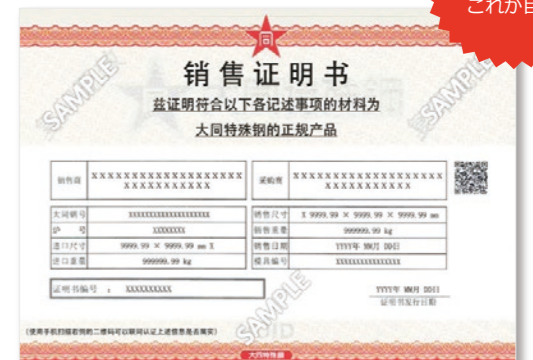 これが目
同
销售证明书
兹证明符合以下各记述事项的材料为
大同特殊钢的正规产品
SAMPLE
SAMPLE
销售商 XXXXXXXXXXXXXXXXXXX
XXXXXXXXXXX
采购商 XXXXXXXXXXXXXXXXXXX
XXXXXXXXXXX
大同钢号 XXXXXXXXXXXXXXXXXXXX
销售尺寸 X 9999.99 × 9999.99 × 9999.99 mm
炉 号 XXXXXXXX
销售重量 999999.99 kg
进口尺寸 9999.99 × 9999.99 mm X
销售日期 YYYY年 MM月 DD日
进口重量 999999.99 kg
模具编号 XXXXXXXXXXXXXXXX
证明书编号 : XXXXXXXXXX
YYYY年 MM月 DD日
证明书发行日期
SAMPLE
(使用手机扫描右侧的二维码可以联网认证上述信息是否属实)
大同特殊鋼